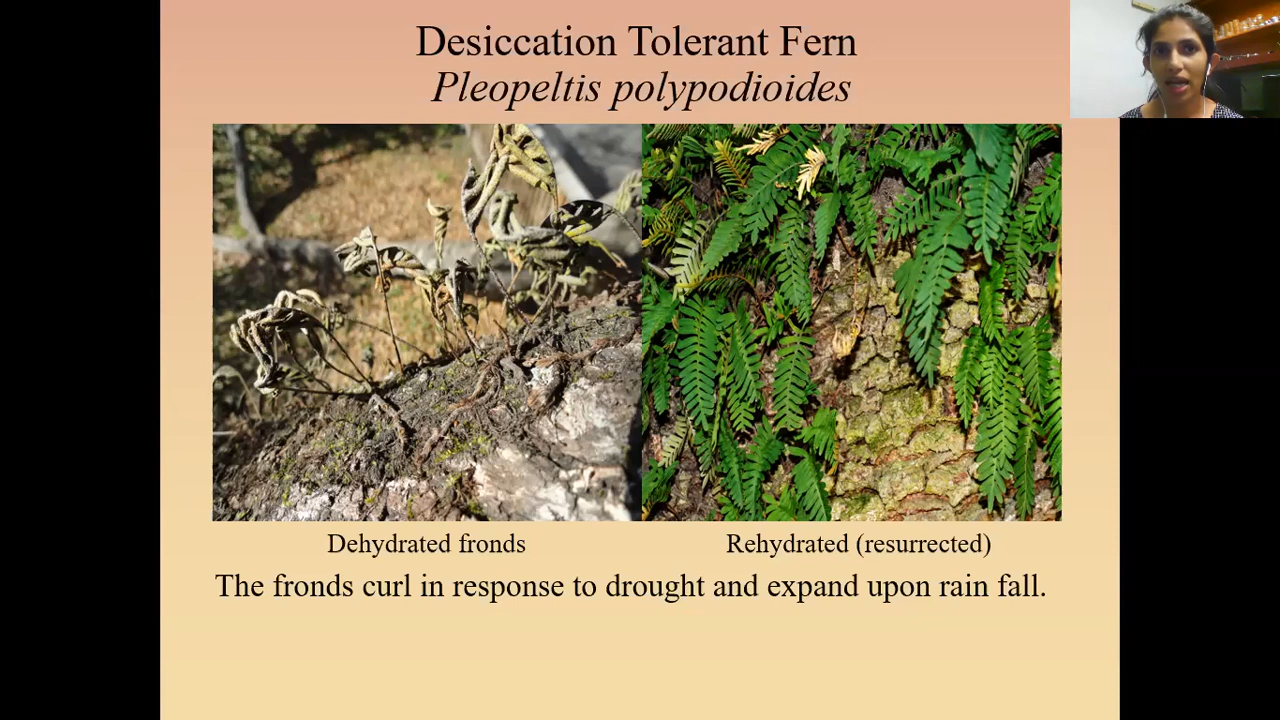 Desiccation Tolerant Fern
Pleopeltis polypodioides
Dehydrated fronds
Rehydrated (resurrected)
The fronds curl in response to drought and expand upon rain fall.